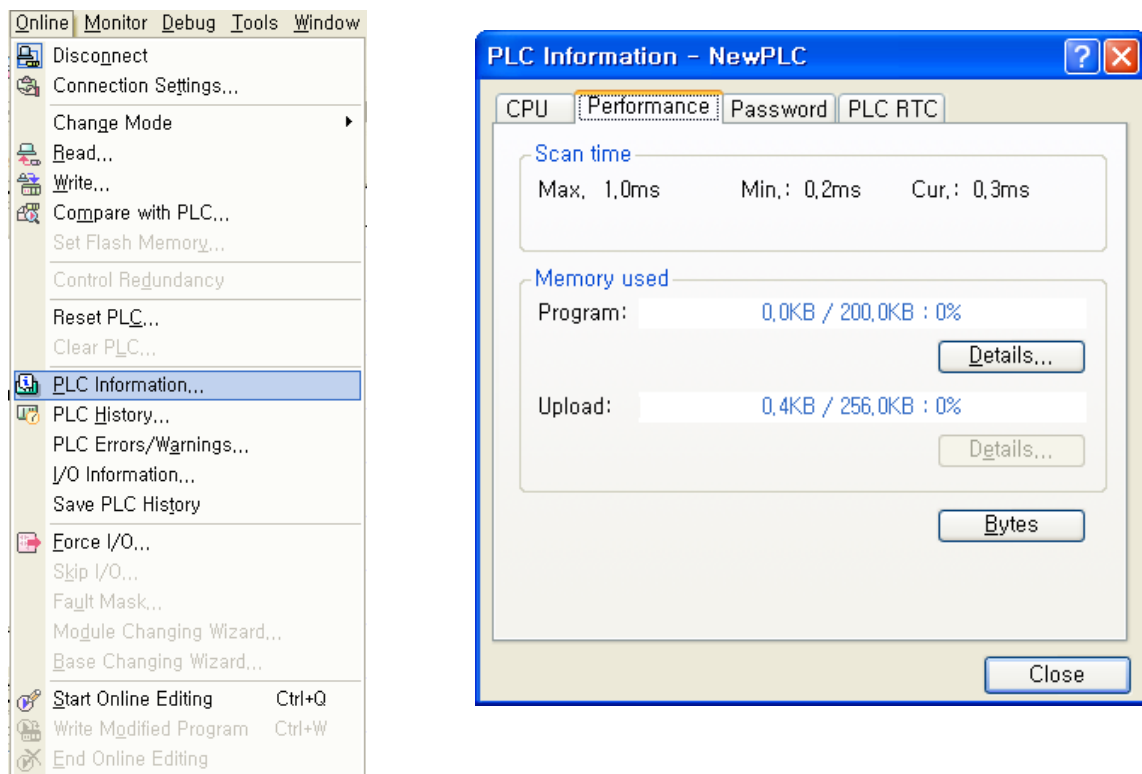 Online Monitor Debug Tools Window
Disconnect
Connection Settings...
Change Mode
Read...
Write...
Compare with PLC...
Set Flash Memory...
Control Redundancy
Reset PLC...
Clear PLC...
PLC Information...
PLC History...
PLC Errors/Warnings...
I/O Information...
Save PLC History
Force I/O...
Skip I/O...
Fault Mask...
Module Changing Wizard...
Base Changing Wizard...
Start Online Editing Ctrl+Q
Write Modified Program Ctrl+W
End Online Editing
PLC Information - NewPLC
CPU Performance Password PLC RTC
Scan time
Max, 1,0ms Min,: 0,2ms Cur,: 0,3ms
Memory used
Program: 0,0KB / 200,0KB : 0%
Details...
Upload: 0,4KB / 256,0KB : 0%
Details...
Bytes
Close